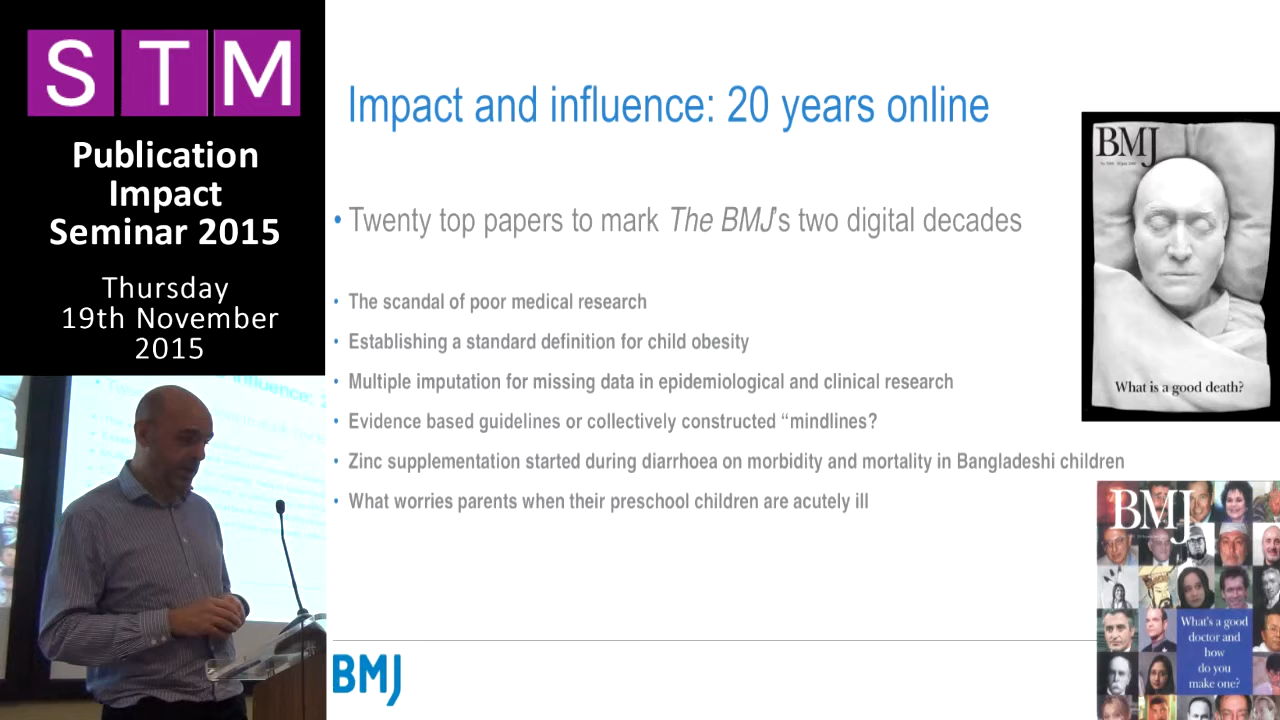 STM
Publication
Impact
Seminar 2015
Thursday
19th November
2015
Impact and influence: 20 years online
• Twenty top papers to mark The BMJ's two digital decades
• The scandal of poor medical research
• Establishing a standard definition for child obesity
• Multiple imputation for missing data in epidemiological and clinical research
• Evidence based guidelines or collectively constructed “mindlines?
• Zinc supplementation started during diarrhoea on morbidity and mortality in Bangladeshi children
• What worries parents when their preschool children are acutely ill
BMJ
BMJ
What is a good death?
BMJ
What's a good
doctor and
how
do you
make one?